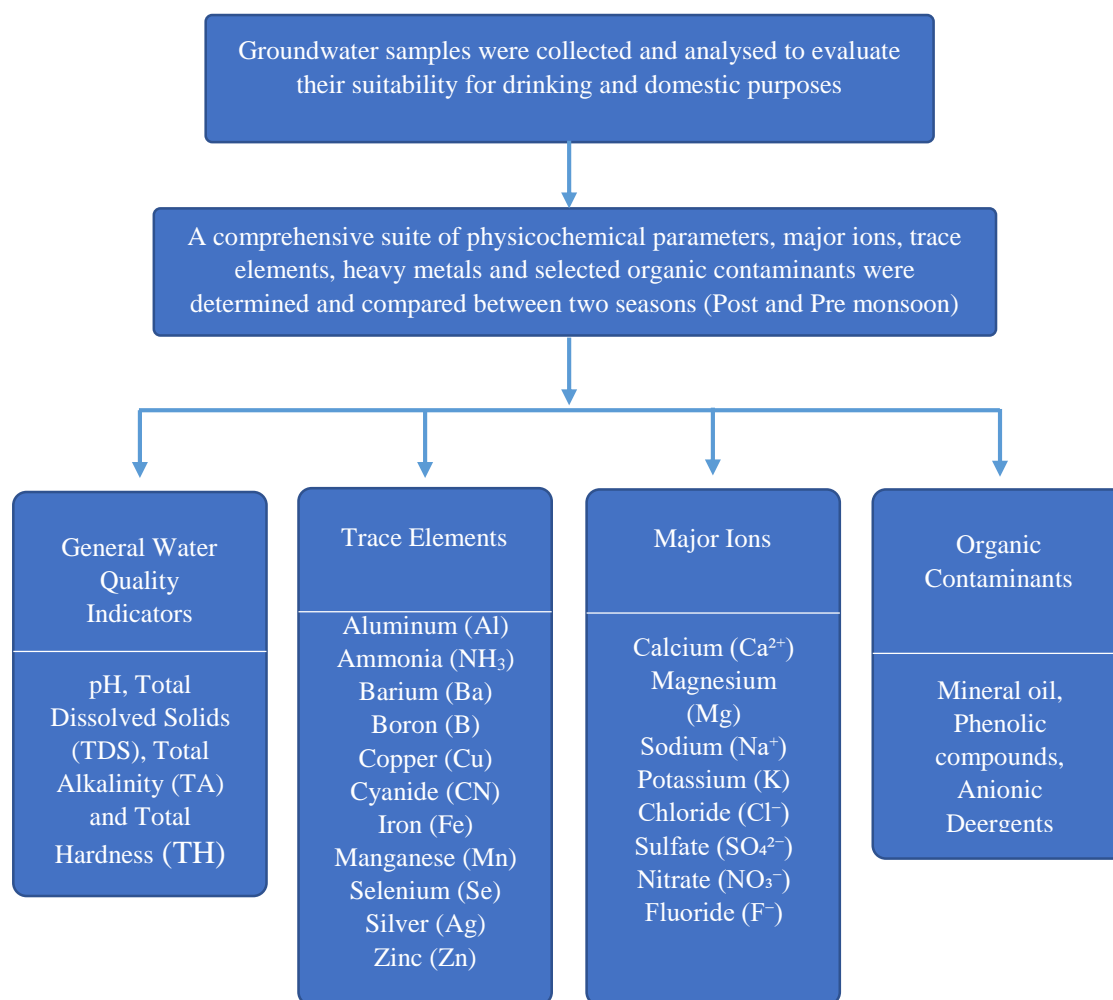 Groundwater samples were collected and analysed to evaluate
their suitability for drinking and domestic purposes
A comprehensive suite of physicochemical parameters, major ions, trace
elements, heavy metals and selected organic contaminants were
determined and compared between two seasons (Post and Pre monsoon)
General Water
Quality
Indicators
pH, Total
Dissolved Solids
(TDS), Total
Alkalinity (TA)
and Total
Hardness (TH)
Trace Elements
Aluminum (Al)
Ammonia (NH₃)
Barium (Ba)
Boron (B)
Copper (Cu)
Cyanide (CN)
Iron (Fe)
Manganese (Mn)
Selenium (Se)
Silver (Ag)
Zinc (Zn)
Major Ions
Calcium (Ca²⁺)
Magnesium
(Mg)
Sodium (Na⁺)
Potassium (K)
Chloride (Cl⁻)
Sulfate (SO₄²⁻)
Nitrate (NO₃⁻)
Fluoride (F⁻)
Organic
Contaminants
Mineral oil,
Phenolic
compounds,
Anionic
Deergents